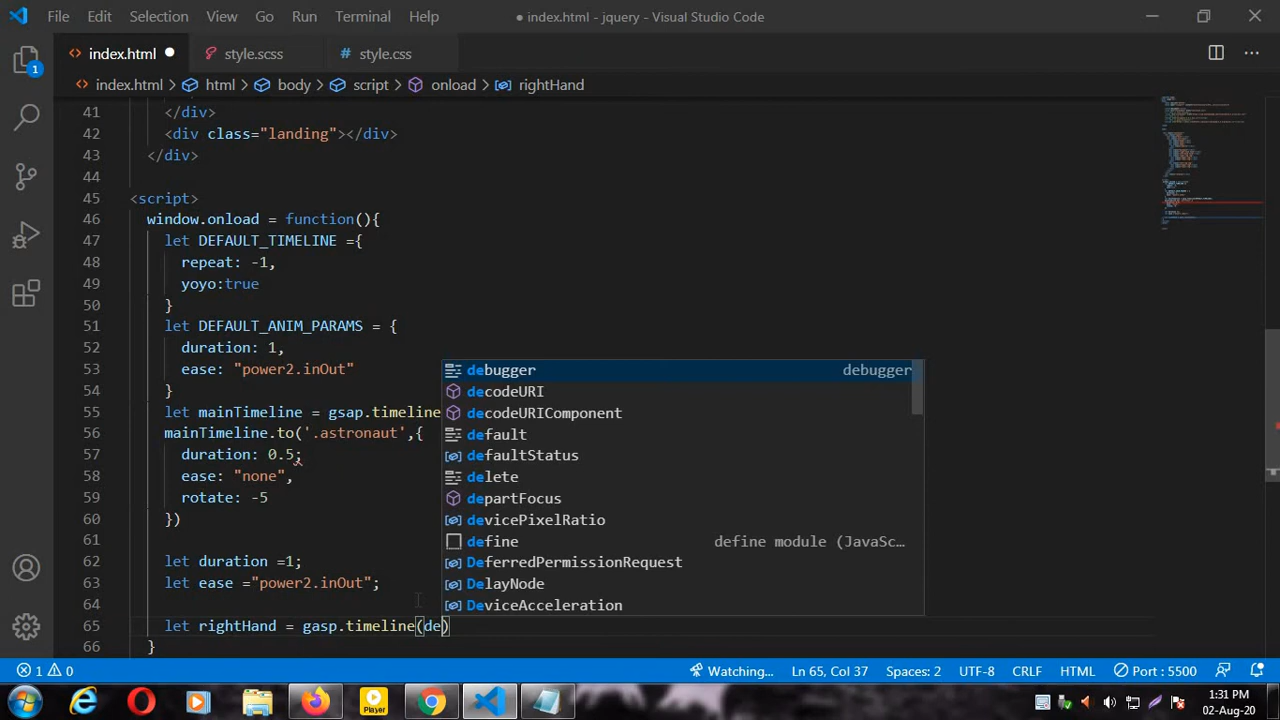 File Edit Selection View Go Run Terminal Help
● index.html - jquery - Visual Studio Code
index.html ● style.scss # style.css
index.html > html > body > script > onload > rightHand
41 </div>
42 <div class="landing"></div>
43 </div>
44
45 <script>
46 window.onload = function(){
47 let DEFAULT_TIMELINE ={
48 repeat: -1,
49 yoyo:true
50 }
51 let DEFAULT_ANIM_PARAMS = {
52 duration: 1,
53 ease: "power2.inOut"
54 }
55 let mainTimeline = gsap.timeline
56 mainTimeline.to('.astronaut',{
57 duration: 0.5;
58 ease: "none",
59 rotate: -5
60 })
61
62 let duration =1;
63 let ease ="power2.inOut";
64
65 let rightHand = gasp.timeline(de)
66 }
debugger debugger
decodeURI
decodeURIComponent
default
defaultStatus
delete
departFocus
devicePixelRatio
define define module (JavaSc…
DeferredPermissionRequest
DelayNode
DeviceAcceleration
1
1 0 Watching... Ln 65, Col 37 Spaces: 2 UTF-8 CRLF HTML Port : 5500
Player
1:31 PM
02-Aug-20